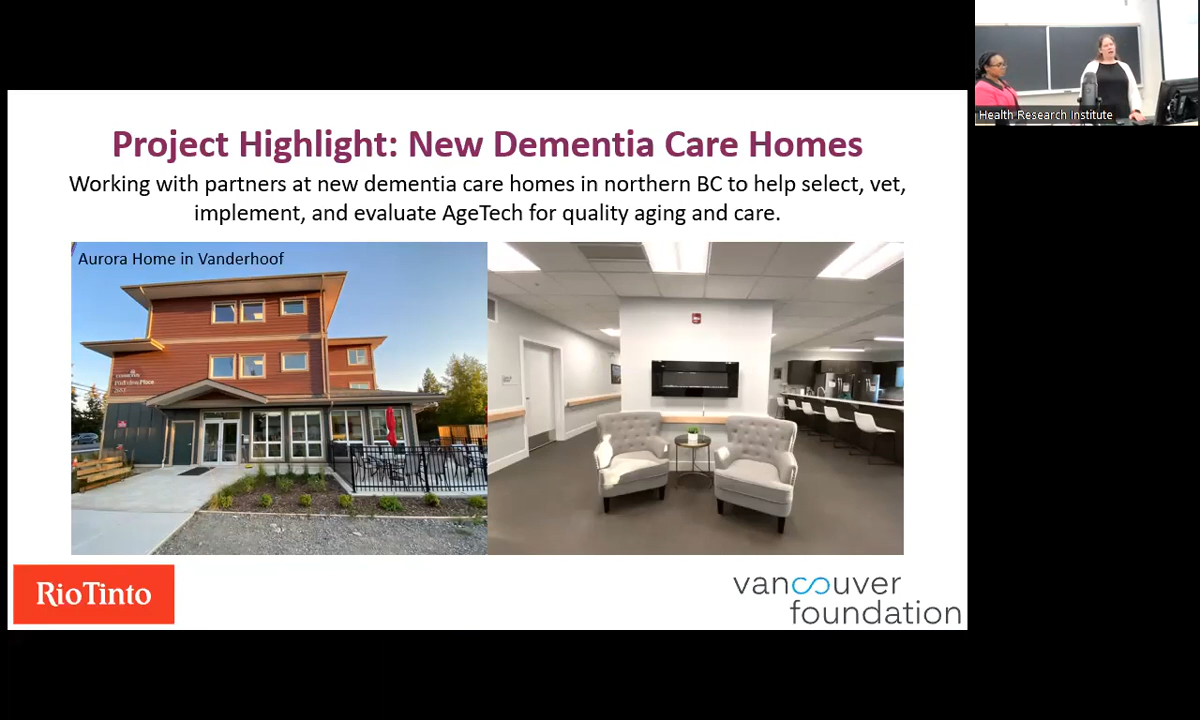 Health Research Institute
Project Highlight: New Dementia Care Homes
Working with partners at new dementia care homes in northern BC to help select, vet,
implement, and evaluate AgeTech for quality aging and care.
Aurora Home in Vanderhoof
RioTinto
vancouver
foundation